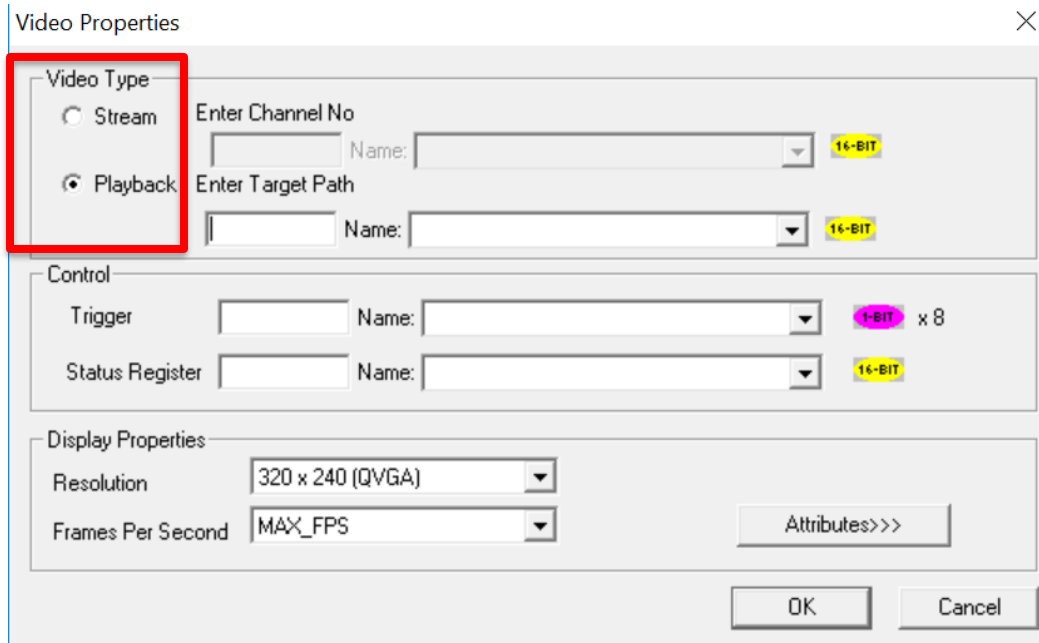 Video Properties
Video Type
Stream
Enter Channel No
Name:
16-BIT
Playback
Enter Target Path
Name:
16-BIT
Control
Trigger
Name:
1-BIT x 8
Status Register
Name:
16-BIT
Display Properties
Resolution
320 x 240 (QVGA)
Frames Per Second
MAX_FPS
Attributes>>>
OK
Cancel